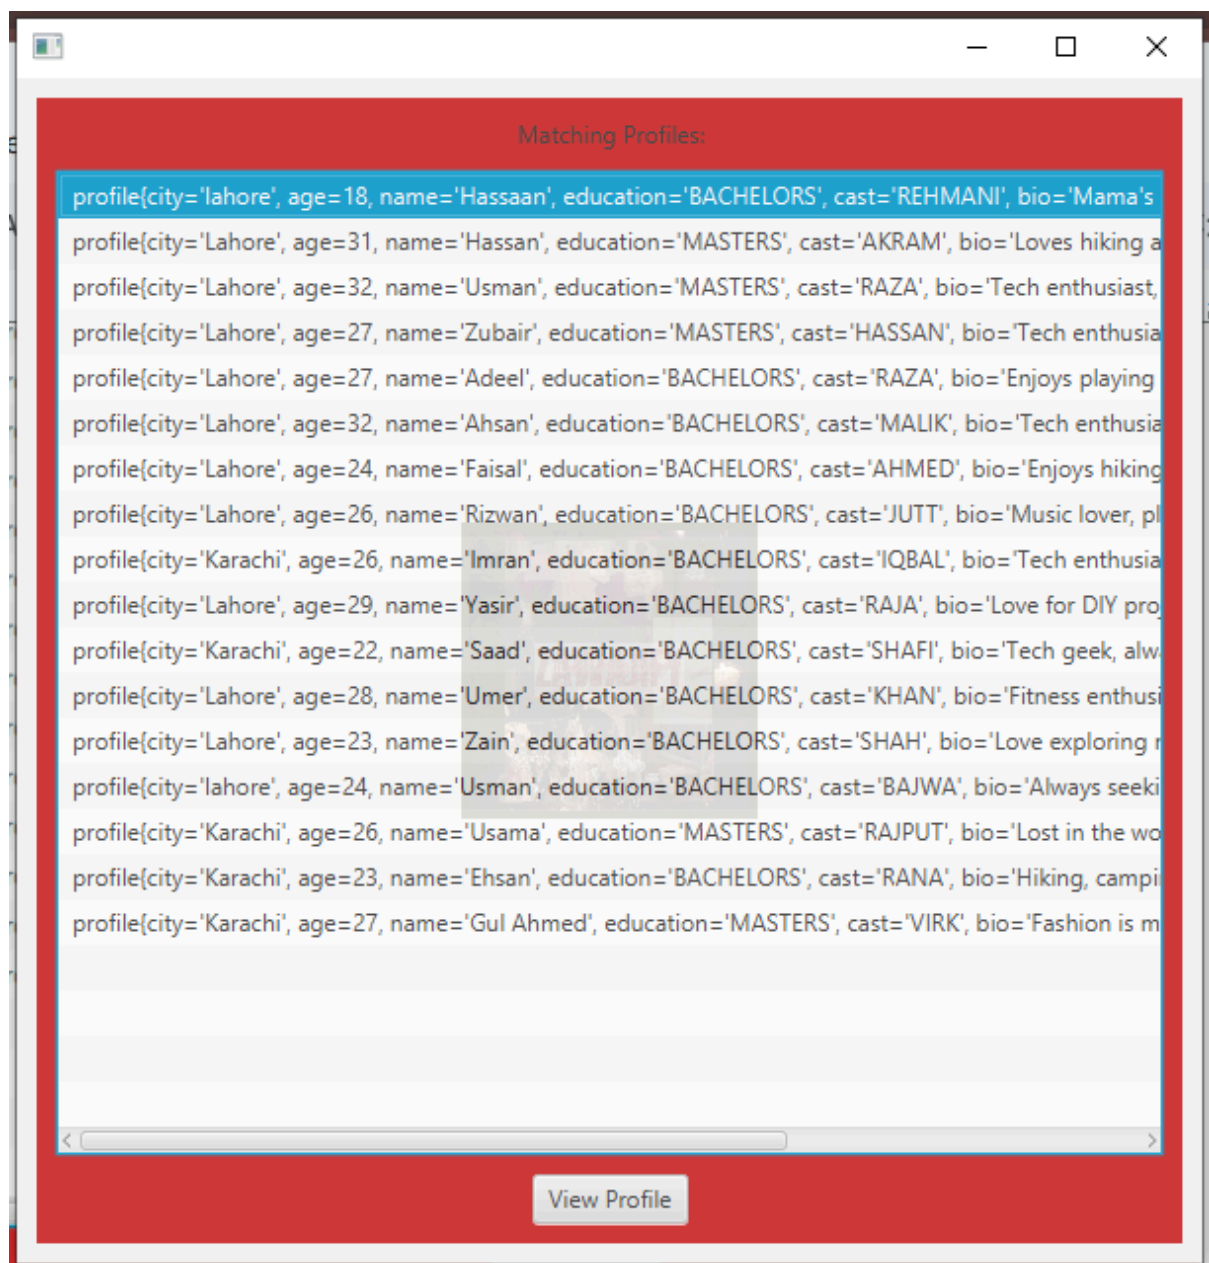 Matching Profiles:
profile{city='lahore', age=18, name='Hassaan', education='BACHELORS', cast='REHMANI', bio='Mama's
profile{city='Lahore', age=31, name='Hassan', education='MASTERS', cast='AKRAM', bio='Loves hiking a
profile{city='Lahore', age=32, name='Usman', education='MASTERS', cast='RAZA', bio='Tech enthusiast,
profile{city='Lahore', age=27, name='Zubair', education='MASTERS', cast='HASSAN', bio='Tech enthusia
profile{city='Lahore', age=27, name='Adeel', education='BACHELORS', cast='RAZA', bio='Enjoys playing
profile{city='Lahore', age=32, name='Ahsan', education='BACHELORS', cast='MALIK', bio='Tech enthusia
profile{city='Lahore', age=24, name='Faisal', education='BACHELORS', cast='AHMED', bio='Enjoys hiking
profile{city='Lahore', age=26, name='Rizwan', education='BACHELORS', cast='JUTT', bio='Music lover, pl
profile{city='Karachi', age=26, name='Imran', education='BACHELORS', cast='IQBAL', bio='Tech enthusia
profile{city='Lahore', age=29, name='Yasir', education='BACHELORS', cast='RAJA', bio='Love for DIY proj
profile{city='Karachi', age=22, name='Saad', education='BACHELORS', cast='SHAFI', bio='Tech geek, alw
profile{city='Lahore', age=28, name='Umer', education='BACHELORS', cast='KHAN', bio='Fitness enthusi
profile{city='Lahore', age=23, name='Zain', education='BACHELORS', cast='SHAH', bio='Love exploring
profile{city='lahore', age=24, name='Usman', education='BACHELORS', cast='BAJWA', bio='Always seeki
profile{city='Karachi', age=26, name='Usama', education='MASTERS', cast='RAJPUT', bio='Lost in the wo
profile{city='Karachi', age=23, name='Ehsan', education='BACHELORS', cast='RANA', bio='Hiking, campi
profile{city='Karachi', age=27, name='Gul Ahmed', education='MASTERS', cast='VIRK', bio='Fashion is m
View Profile